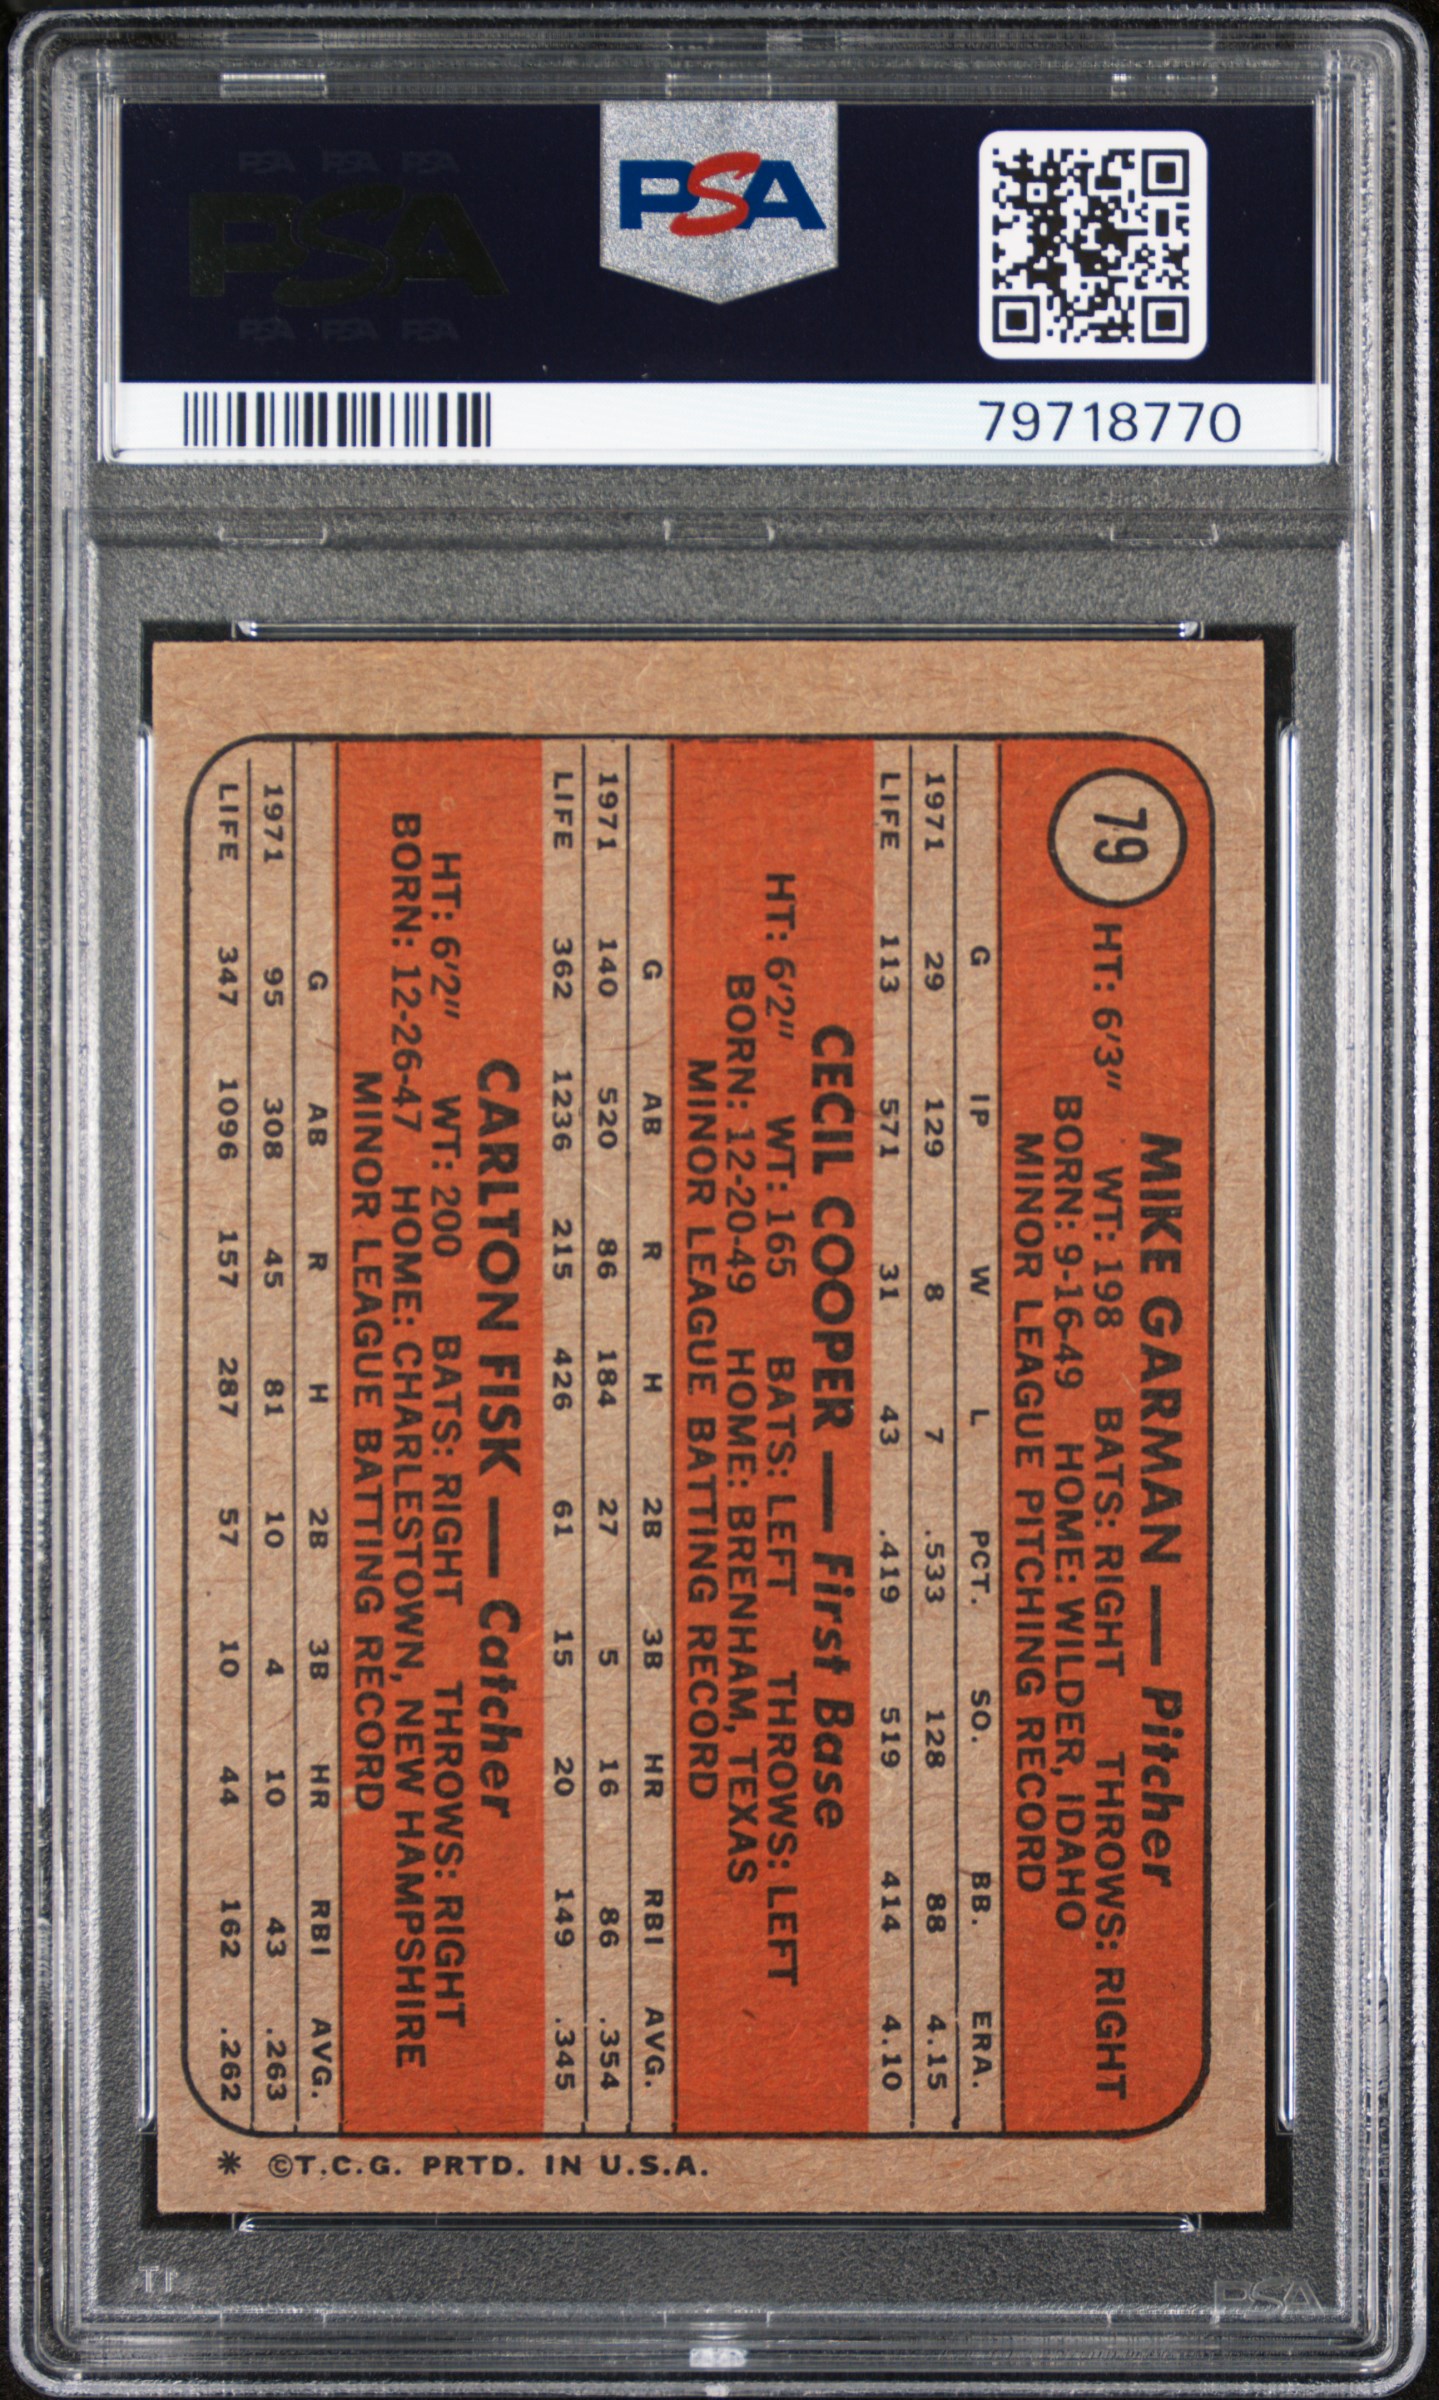 PSA PSA PSA
PSA
PSA PSA PSA
PSA
79718770
79
MIKE GARMAN — Pitcher
HT: 6'3" WT: 198 BATS: RIGHT THROWS: RIGHT
BORN: 9-16-49 HOME: WILDER, IDAHO
MINOR LEAGUE PITCHING RECORD
G IP W L PCT. SO. BB. ERA.
1971 29 129 8 7 .533 128 88 4.15
LIFE 113 571 31 43 .419 519 414 4.10
CECIL COOPER — First Base
HT: 6'2" WT: 165 BATS: LEFT THROWS: LEFT
BORN: 12-20-49 HOME: BRENHAM, TEXAS
MINOR LEAGUE BATTING RECORD
G AB R H 2B 3B HR RBI AVG.
1971 140 520 86 184 27 5 16 86 .354
LIFE 362 1236 215 426 61 15 20 149 .345
CARLTON FISK — Catcher
HT: 6'2" WT: 200 BATS: RIGHT THROWS: RIGHT
BORN: 12-26-47 HOME: CHARLESTOWN, NEW HAMPSHIRE
MINOR LEAGUE BATTING RECORD
G AB R H 2B 3B HR RBI AVG.
1971 95 308 45 81 10 4 10 43 .263
LIFE 347 1096 157 287 57 10 44 162 .262
* ©T.C.G. PRTD. IN U.S.A.
PSA